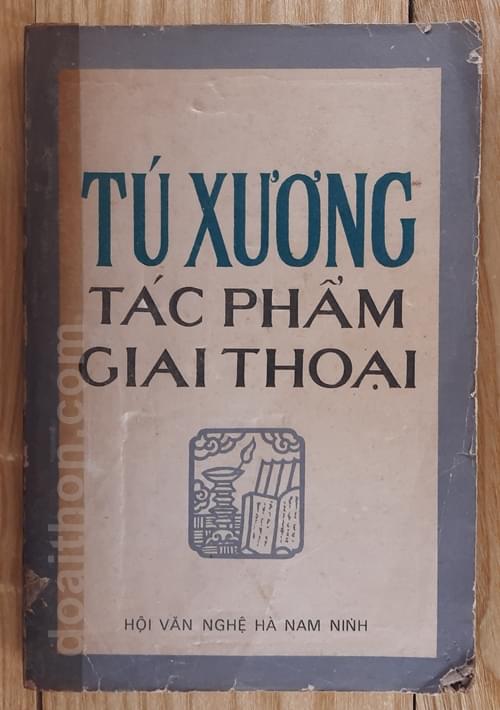 TÚ XƯƠNG
TÁC PHẨM
GIAI THOẠI
HỘI VĂN NGHỆ HÀ NAM NINH
doaithon.com